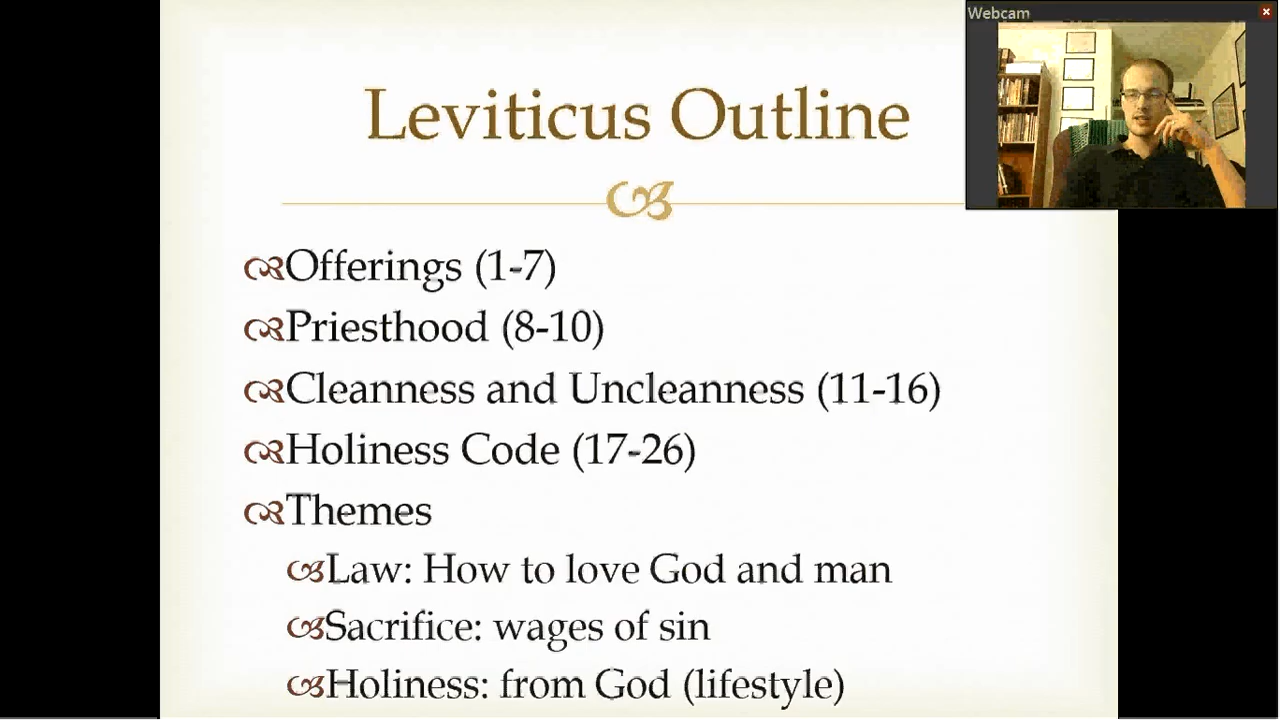 Webcam
Leviticus Outline
Offerings (1-7)
Priesthood (8-10)
Cleanness and Uncleanness (11-16)
Holiness Code (17-26)
Themes
Law: How to love God and man
Sacrifice: wages of sin
Holiness: from God (lifestyle)